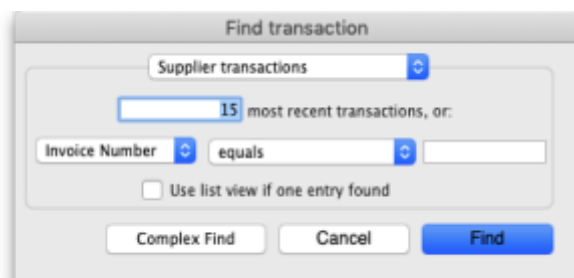 Find transaction
Supplier transactions
15 most recent transactions, or:
Invoice Number equals
Use list view if one entry found
Complex Find Cancel Find